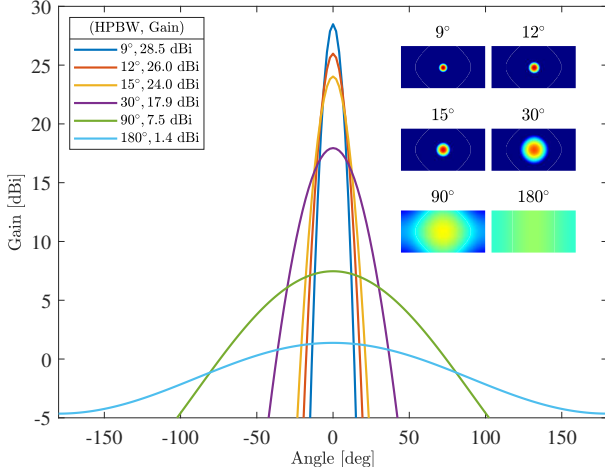 (HPBW, Gain)
9°, 28.5 dBi
12°, 26.0 dBi
15°, 24.0 dBi
30°, 17.9 dBi
90°, 7.5 dBi
180°, 1.4 dBi
9° 12°
15° 30°
90° 180°
30
25
20
15
10
5
0
-5
Gain [dBi]
-150 -100 -50 0 50 100 150
Angle [deg]